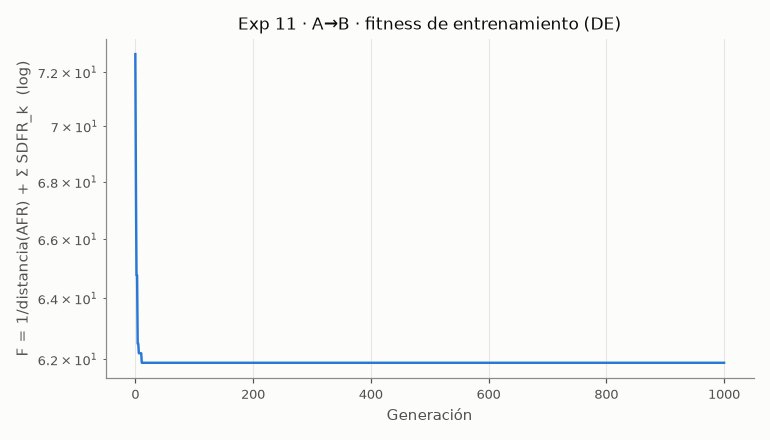 Exp 11 · A→B · fitness de entrenamiento (DE)
F = 1/distancia(AFR) + Σ SDFR_k (log)
7.2 × 10¹
7 × 10¹
6.8 × 10¹
6.6 × 10¹
6.4 × 10¹
6.2 × 10¹
0 200 400 600 800 1000
Generación